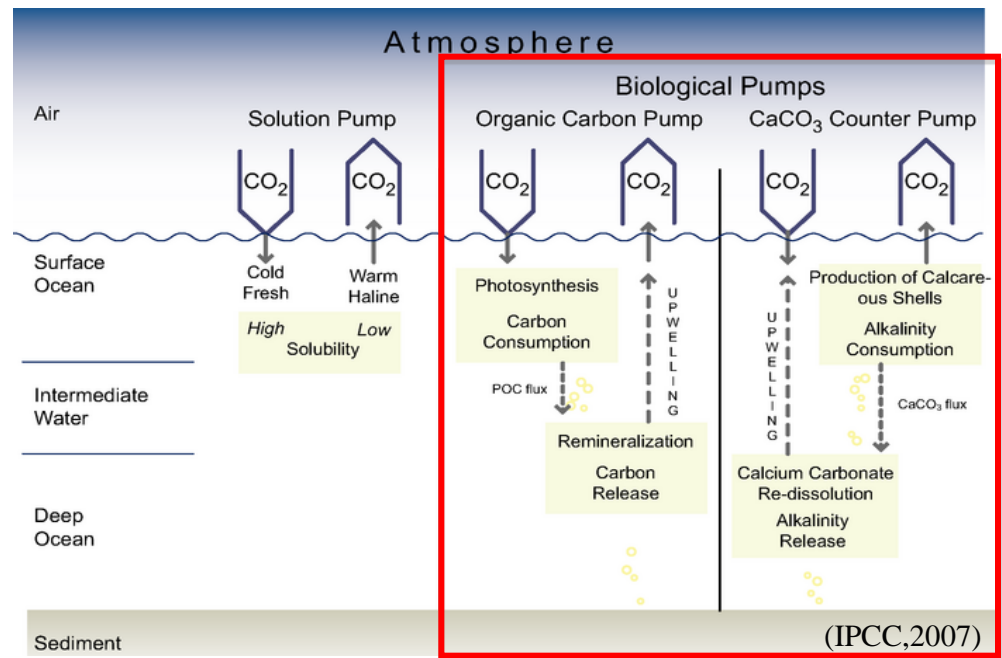 Atmosphere
Biological Pumps
Air
Solution Pump
Organic Carbon Pump
CaCO₃ Counter Pump
CO₂
CO₂
CO₂
CO₂
CO₂
CO₂
Surface
Ocean
Cold
Fresh
Warm
Haline
High
Low
Solubility
Photosynthesis
Carbon
Consumption
POC flux
UPWELLING
Remineralization
Carbon
Release
UPWELLING
Production of Calcare-
ous Shells
Alkalinity
Consumption
CaCO₃ flux
Calcium Carbonate
Re-dissolution
Alkalinity
Release
Intermediate
Water
Deep
Ocean
Sediment
(IPCC,2007)